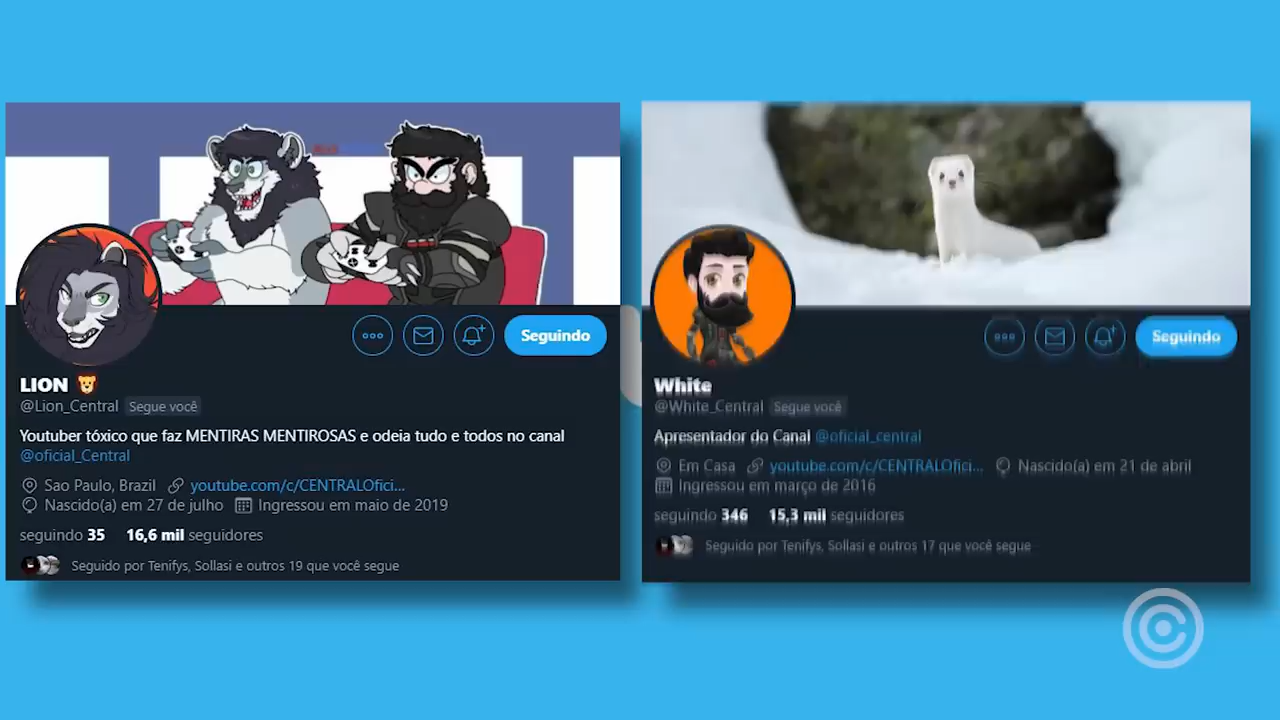 Seguindo
LION
@Lion_Central Segue você
Youtuber tóxico que faz MENTIRAS MENTIROSAS e odeia tudo e todos no canal
@oficial_Central
Sao Paulo, Brazil youtube.com/c/CENTRALOfici...
Nascido(a) em 27 de julho Ingressou em maio de 2019
seguindo 35 16,6 mil seguidores
Seguido por Tenifys, Sollasi e outros 19 que você segue
Seguindo
White
@White_Central Segue você
Apresentador do Canal @oficial_central
Em Casa youtube.com/c/CENTRALOfici... Nascido(a) em 21 de abril
Ingressou em março de 2016
seguindo 346 15,3 mil seguidores
Seguido por Tenifys, Sollasi e outros 17 que você segue